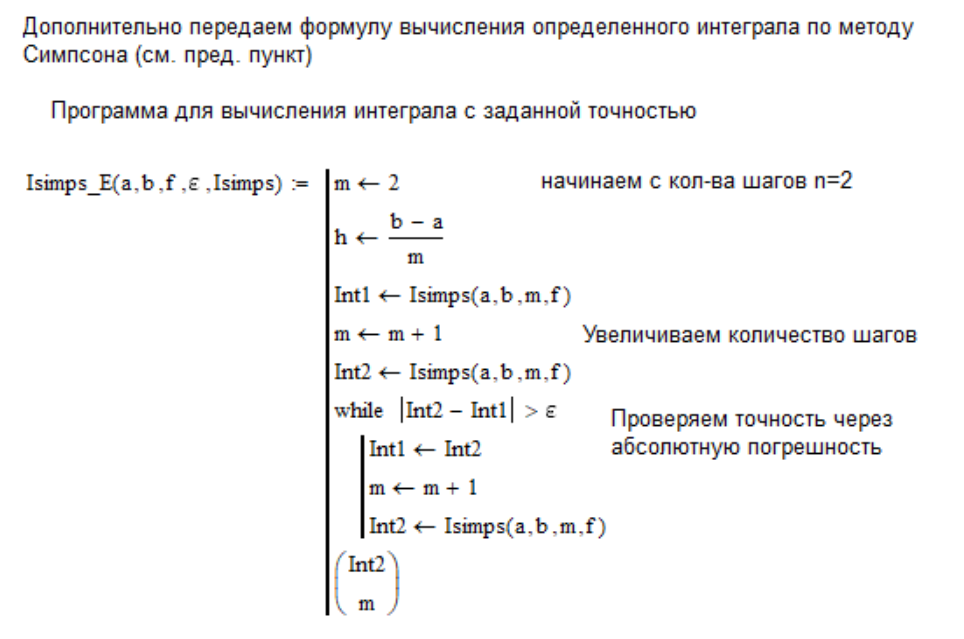 Дополнительно передаем формулу вычисления определенного интеграла по методу
Симпсона (см. пред. пункт)
Программа для вычисления интеграла с заданной точностью
Isimps_E(a,b,f,ε,Isimps) := m ← 2 начинаем с кол-ва шагов n=2
h ← (b − a)/m
Int1 ← Isimps(a,b,m,f)
m ← m + 1 Увеличиваем количество шагов
Int2 ← Isimps(a,b,m,f)
while |Int2 − Int1| > ε Проверяем точность через
абсолютную погрешность
Int1 ← Int2
m ← m + 1
Int2 ← Isimps(a,b,m,f)
Int2
m